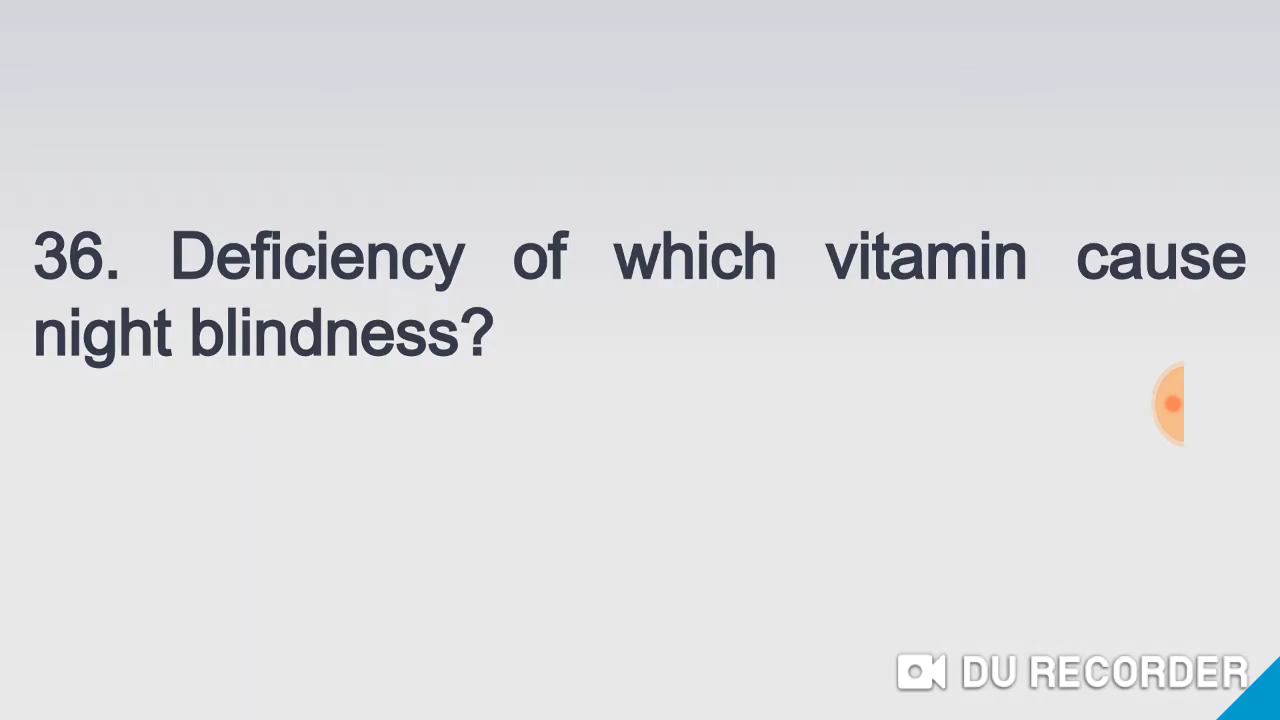 36. Deficiency of which vitamin cause
night blindness?
DU RECORDER